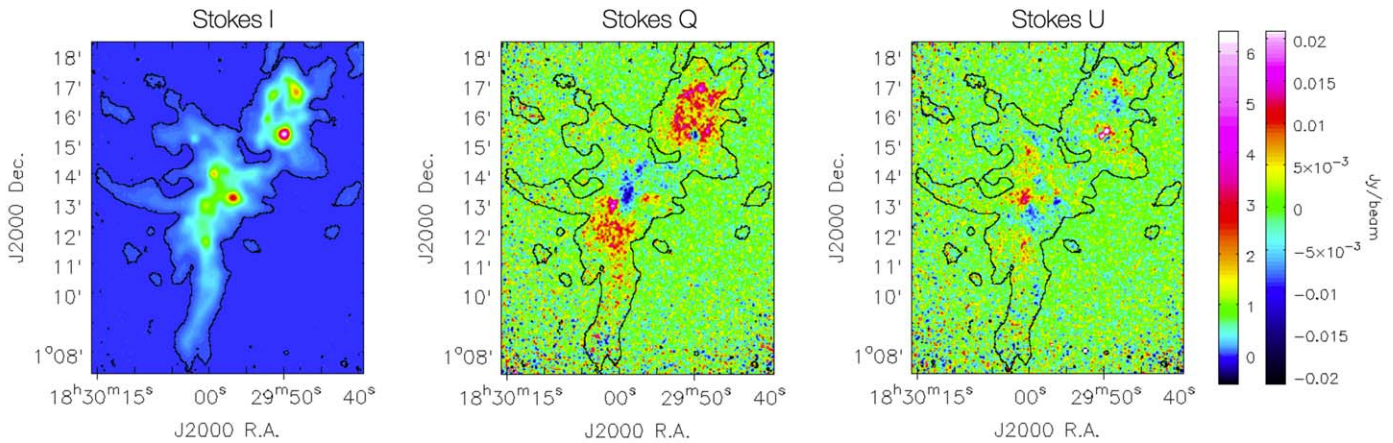 Stokes I
Stokes Q
Stokes U
J2000 Dec.
18'
17'
16'
15'
14'
13'
12'
11'
10'
1°08'
18ʰ30ᵐ15ˢ
00ˢ
29ᵐ50ˢ
40ˢ
J2000 R.A.
J2000 Dec.
18'
17'
16'
15'
14'
13'
12'
11'
10'
1°08'
18ʰ30ᵐ15ˢ
00ˢ
29ᵐ50ˢ
40ˢ
J2000 R.A.
J2000 Dec.
18'
17'
16'
15'
14'
13'
12'
11'
10'
1°08'
18ʰ30ᵐ15ˢ
00ˢ
29ᵐ50ˢ
40ˢ
J2000 R.A.
6
5
4
3
2
1
0
0.02
0.015
0.01
5×10⁻³
0
−5×10⁻³
−0.01
−0.015
−0.02
Jy/beam